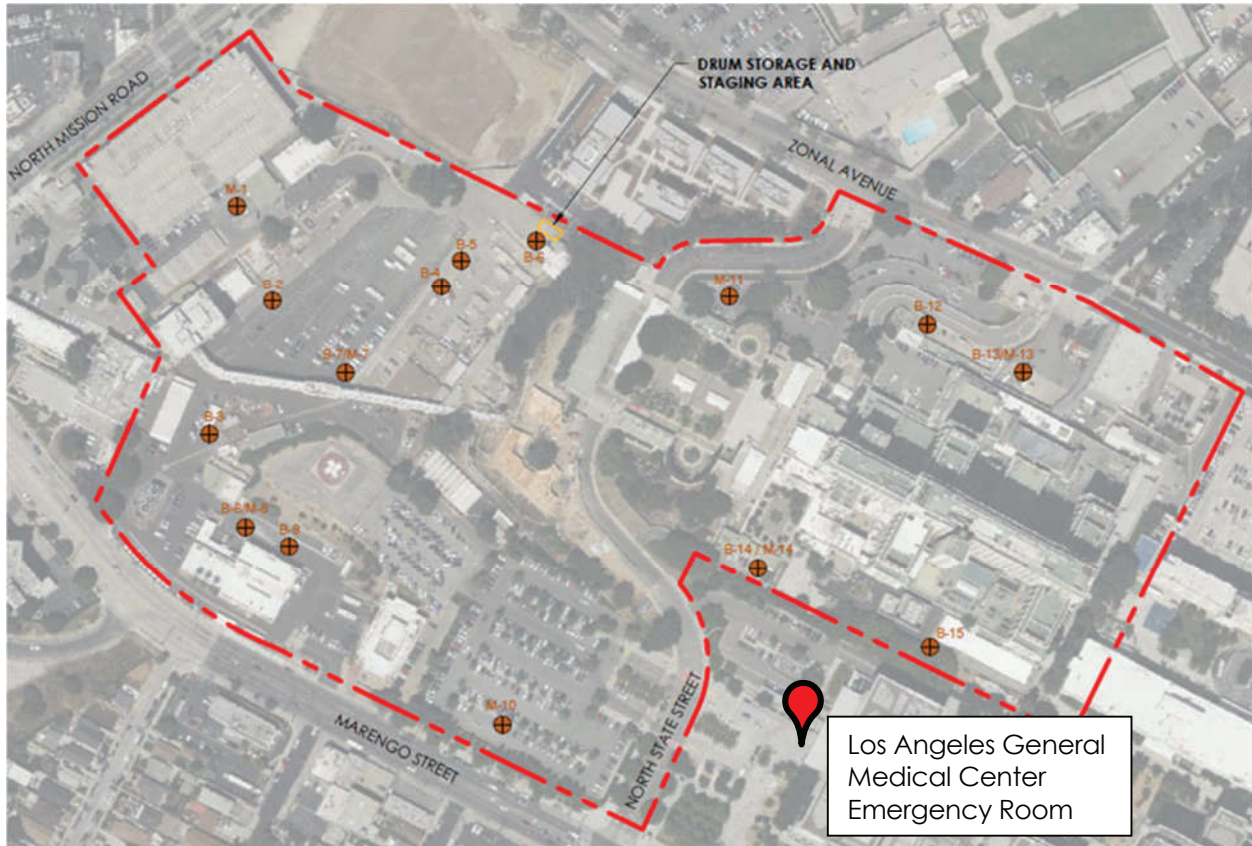 DRUM STORAGE AND
STAGING AREA
NORTH MISSION ROAD
ZONAL AVENUE
M-1
B-5
B-6
B-4
B-2
M-11
B-12
B-7/M-7
B-13/M-13
B-3
B-8/M-8
B-9
B-14 / M-14
B-15
M-10
NORTH STATE STREET
MARENGO STREET
Los Angeles General
Medical Center
Emergency Room